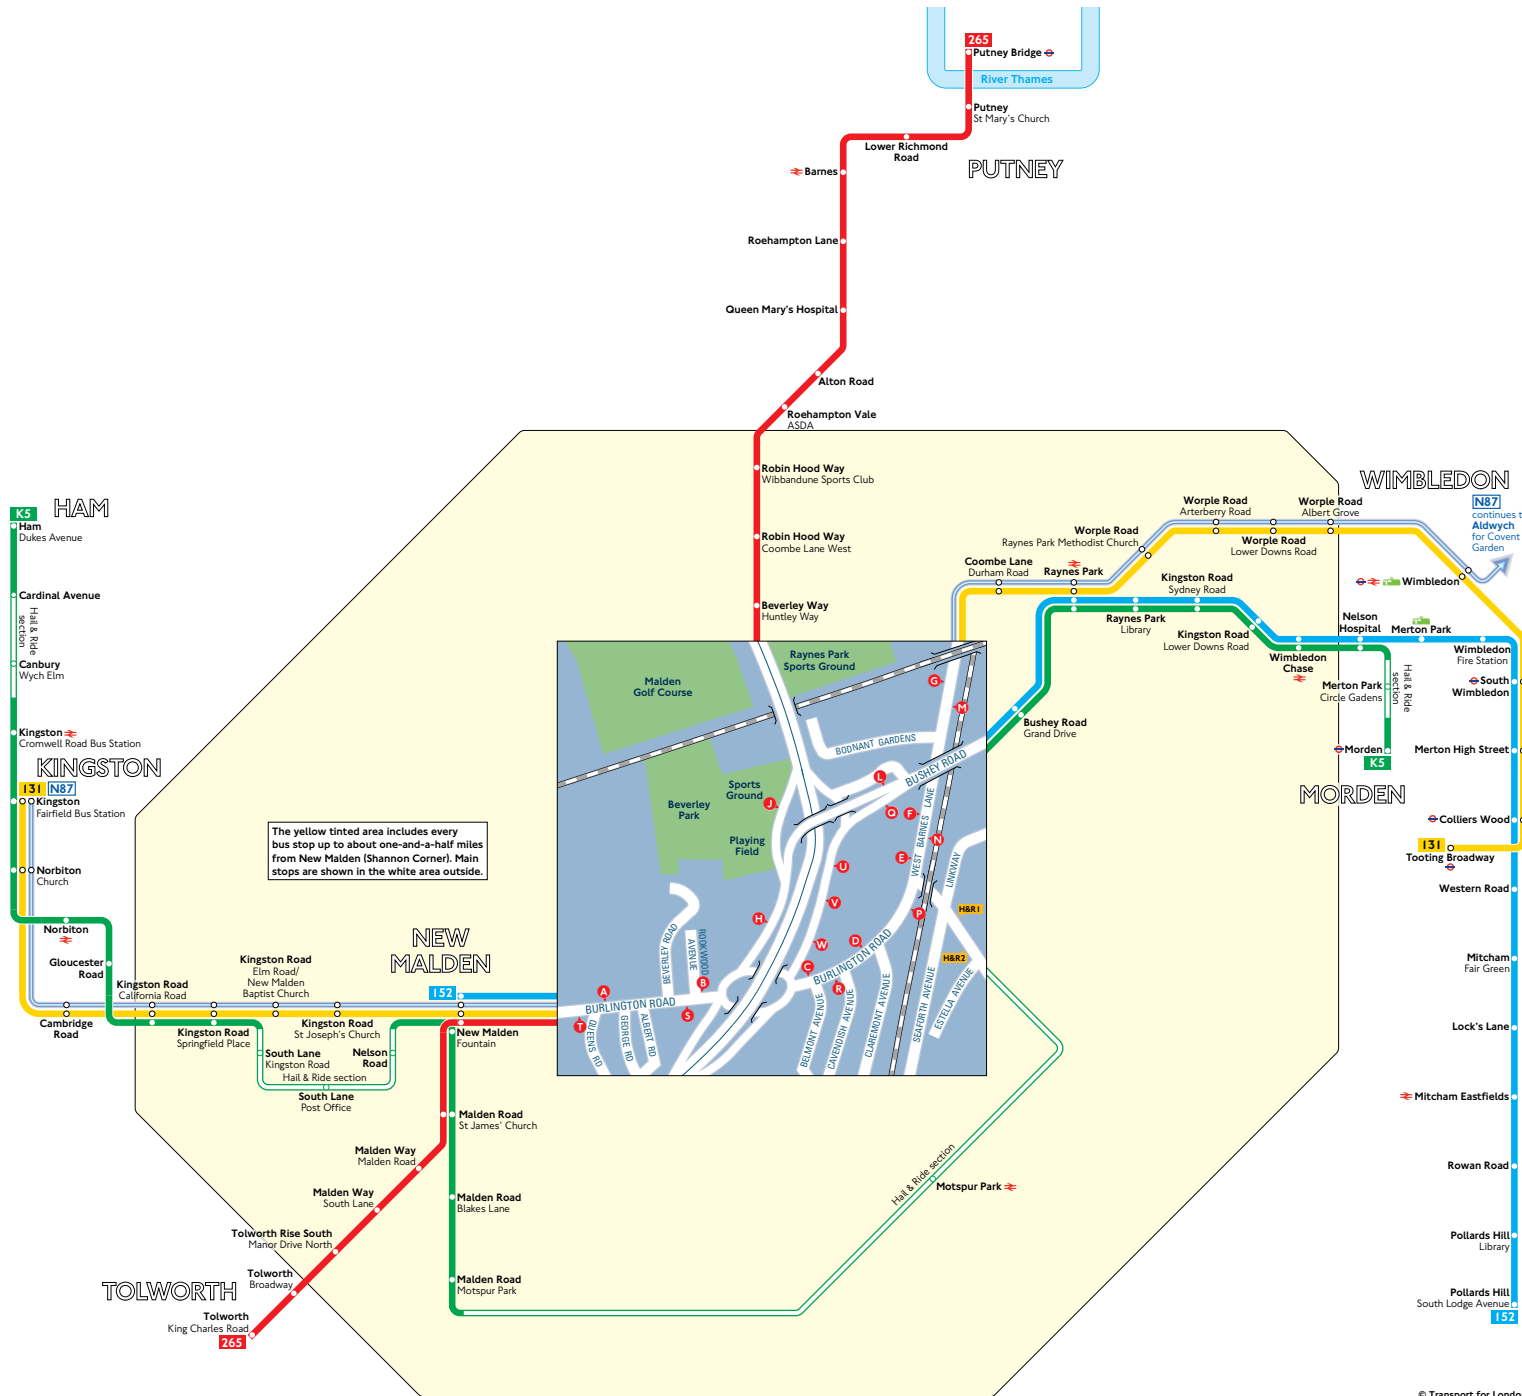 265
Putney Bridge
River Thames
Putney
St Mary's Church
Lower Richmond
Road
PUTNEY
Barnes
Roehampton Lane
Queen Mary's Hospital
Alton Road
Roehampton Vale
ASDA
Robin Hood Way
Wibbandune Sports Club
Robin Hood Way
Coombe Lane West
Beverley Way
Huntley Way
HAM
K5
Ham
Dukes Avenue
Cardinal Avenue
Hail & Ride
section
Canbury
Wych Elm
Kingston
Cromwell Road Bus Station
KINGSTON
131
N87
Kingston
Fairfield Bus Station
Norbiton
Church
Norbiton
Gloucester
Road
Cambridge
Road
Kingston Road
California Road
Kingston Road
Springfield Place
Kingston Road
Elm Road/
New Malden
Baptist Church
Kingston Road
St Joseph's Church
South Lane
Kingston Road
Hail & Ride section
South Lane
Post Office
Nelson
Road
NEW
MALDEN
152
New Malden
Fountain
The yellow tinted area includes every
bus stop up to about one-and-a-half miles
from New Malden (Shannon Corner). Main
stops are shown in the white area outside.
Malden Road
St James' Church
Malden Way
Malden Road
Malden Way
South Lane
Malden Road
Blakes Lane
Tolworth Rise South
Manor Drive North
Tolworth
Broadway
Malden Road
Motspur Park
TOLWORTH
Tolworth
King Charles Road
265
Hail & Ride section
Motspur Park
Malden
Golf Course
Raynes Park
Sports Ground
BODNANT GARDENS
BUSHEY ROAD
Sports
Ground
Beverley
Park
Playing
Field
WEST BARNES LANE
LINKWAY
BEVERLEY ROAD
ROOKWOOD
AVENUE
BURLINGTON ROAD
BURLINGTON ROAD
QUEENS RD
GEORGE RD
ALBERT RD
BELMONT AVENUE
CAVENDISH AVENUE
CLAREMONT AVENUE
SEAFORTH AVENUE
ESTELLA AVENUE
H&R1
H&R2
G
M
L
J
Q
F
N
E
U
V
P
H
W
D
C
R
A
B
S
T
Coombe Lane
Durham Road
Raynes Park
Worple Road
Raynes Park Methodist Church
Worple Road
Arterberry Road
Worple Road
Lower Downs Road
Worple Road
Albert Grove
WIMBLEDON
N87
continues t
Aldwych
for Covent
Garden
Wimbledon
Bushey Road
Grand Drive
Raynes Park
Library
Kingston Road
Sydney Road
Kingston Road
Lower Downs Road
Wimbledon
Chase
Nelson
Hospital
Merton Park
Wimbledon
Fire Station
Merton Park
Circle Gadens
Hail & Ride
section
Morden
K5
MORDEN
South
Wimbledon
Merton High Street
Colliers Wood
131
Tooting Broadway
Western Road
Mitcham
Fair Green
Lock's Lane
Mitcham Eastfields
Rowan Road
Pollards Hill
Library
Pollards Hill
South Lodge Avenue
152
© Transport for Londo